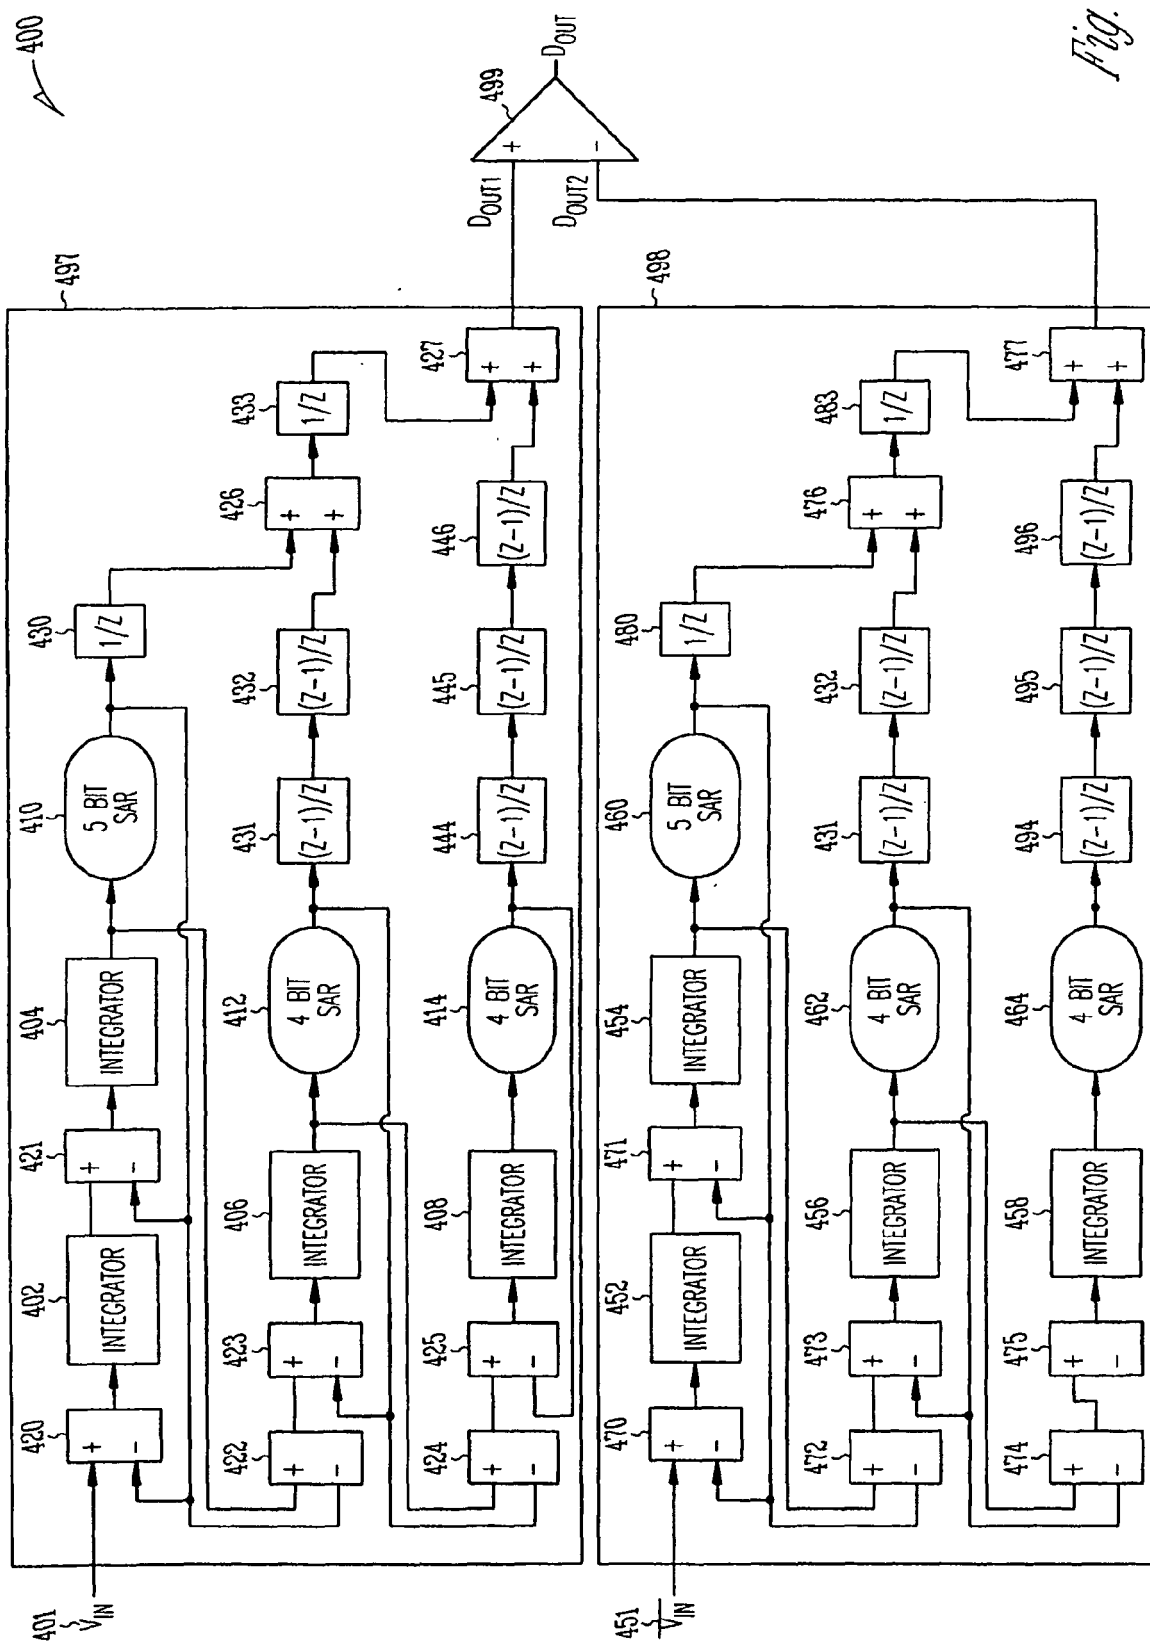 400
497
401
V_IN
420
+
-
402
INTEGRATOR
421
+
-
404
INTEGRATOR
410
5 BIT
SAR
430
1/Z
422
+
-
423
+
-
406
INTEGRATOR
412
4 BIT
SAR
431
(Z-1)/Z
432
(Z-1)/Z
426
+
+
433
1/Z
424
+
-
425
+
-
408
INTEGRATOR
414
4 BIT
SAR
444
(Z-1)/Z
445
(Z-1)/Z
446
(Z-1)/Z
427
+
+
D_OUT1
D_OUT2
+
-
499
D_OUT
498
451
V̅_IN
470
+
-
452
INTEGRATOR
471
+
-
454
INTEGRATOR
460
5 BIT
SAR
480
1/Z
472
+
-
473
+
-
456
INTEGRATOR
462
4 BIT
SAR
431
(Z-1)/Z
432
(Z-1)/Z
476
+
+
483
1/Z
474
+
-
475
+
-
458
INTEGRATOR
464
4 BIT
SAR
494
(Z-1)/Z
495
(Z-1)/Z
496
(Z-1)/Z
477
+
+
Fig.